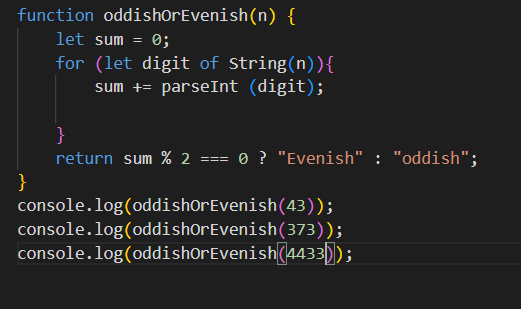 function oddishOrEvenish(n) {
    let sum = 0;
    for (let digit of String(n)){
        sum += parseInt (digit);
    }
    return sum % 2 === 0 ? "Evenish" : "oddish";
}
console.log(oddishOrEvenish(43));
console.log(oddishOrEvenish(373));
console.log(oddishOrEvenish(4433));